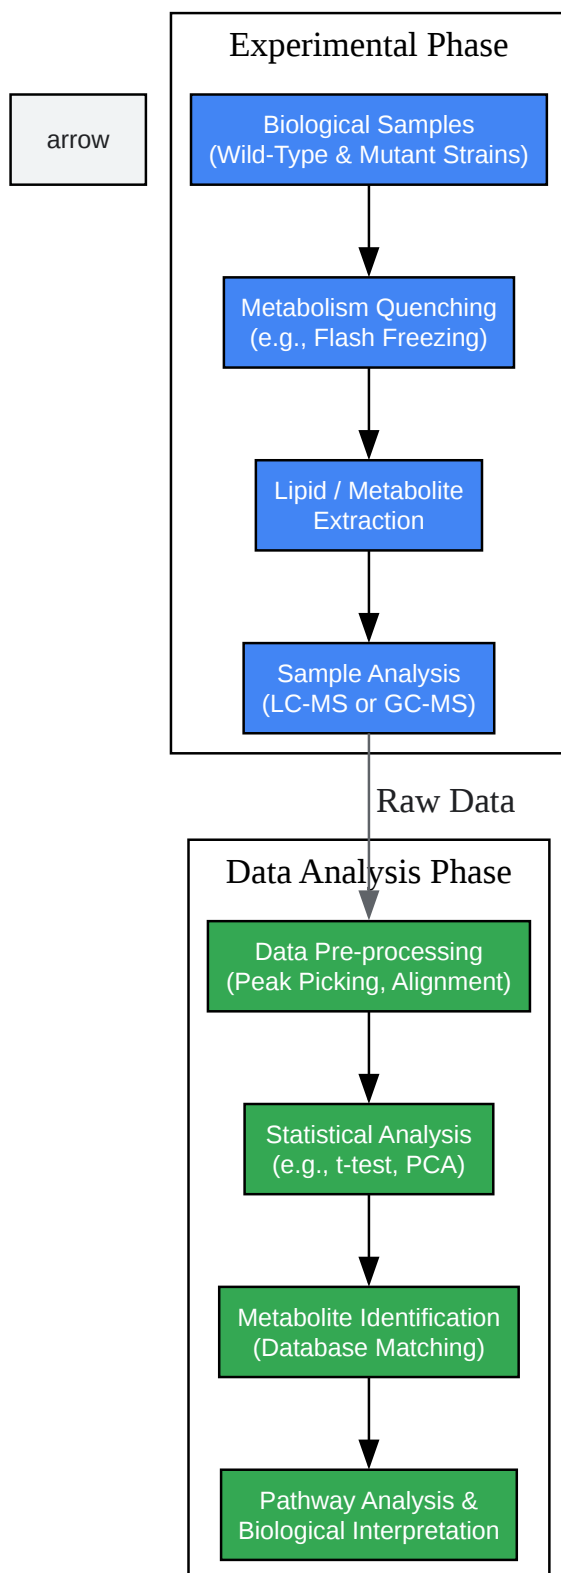 Experimental Phase
arrow
Biological Samples
(Wild-Type & Mutant Strains)
Metabolism Quenching
(e.g., Flash Freezing)
Lipid / Metabolite
Extraction
Sample Analysis
(LC-MS or GC-MS)
Raw Data
Data Analysis Phase
Data Pre-processing
(Peak Picking, Alignment)
Statistical Analysis
(e.g., t-test, PCA)
Metabolite Identification
(Database Matching)
Pathway Analysis &
Biological Interpretation